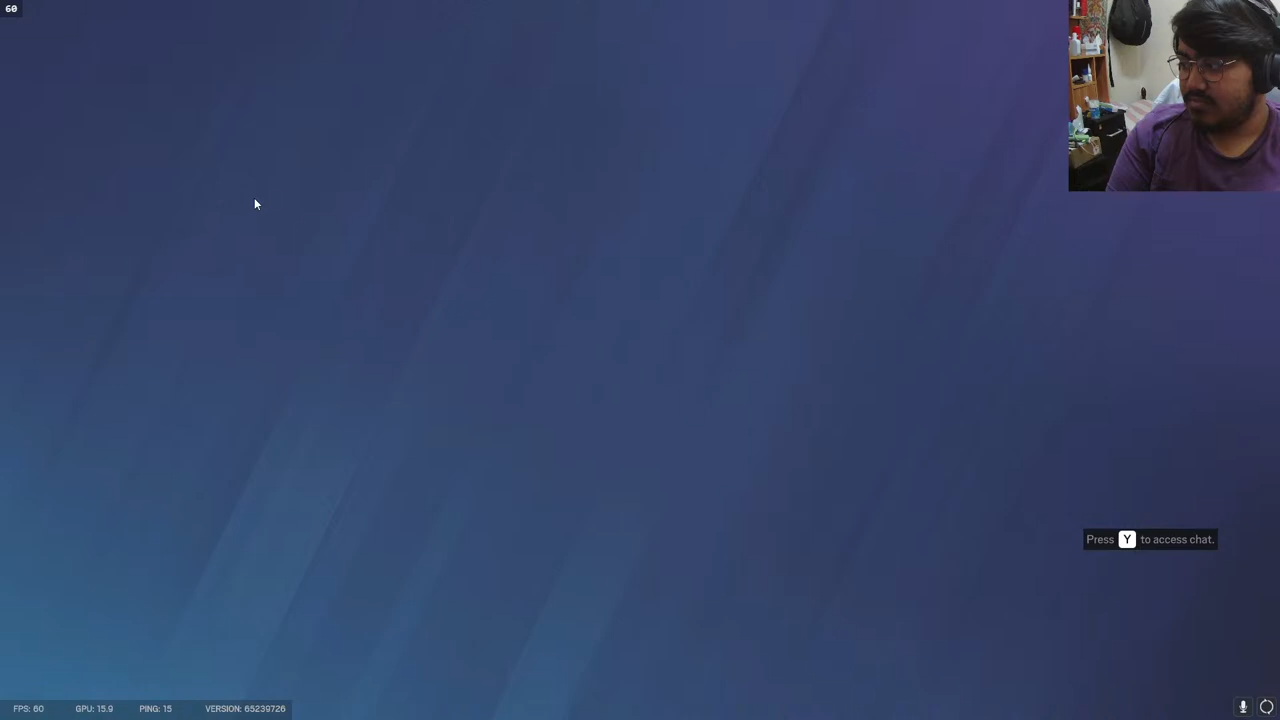 60
Press Y to access chat.
FPS: 60 GPU: 15.9 PING: 15 VERSION: 65239726